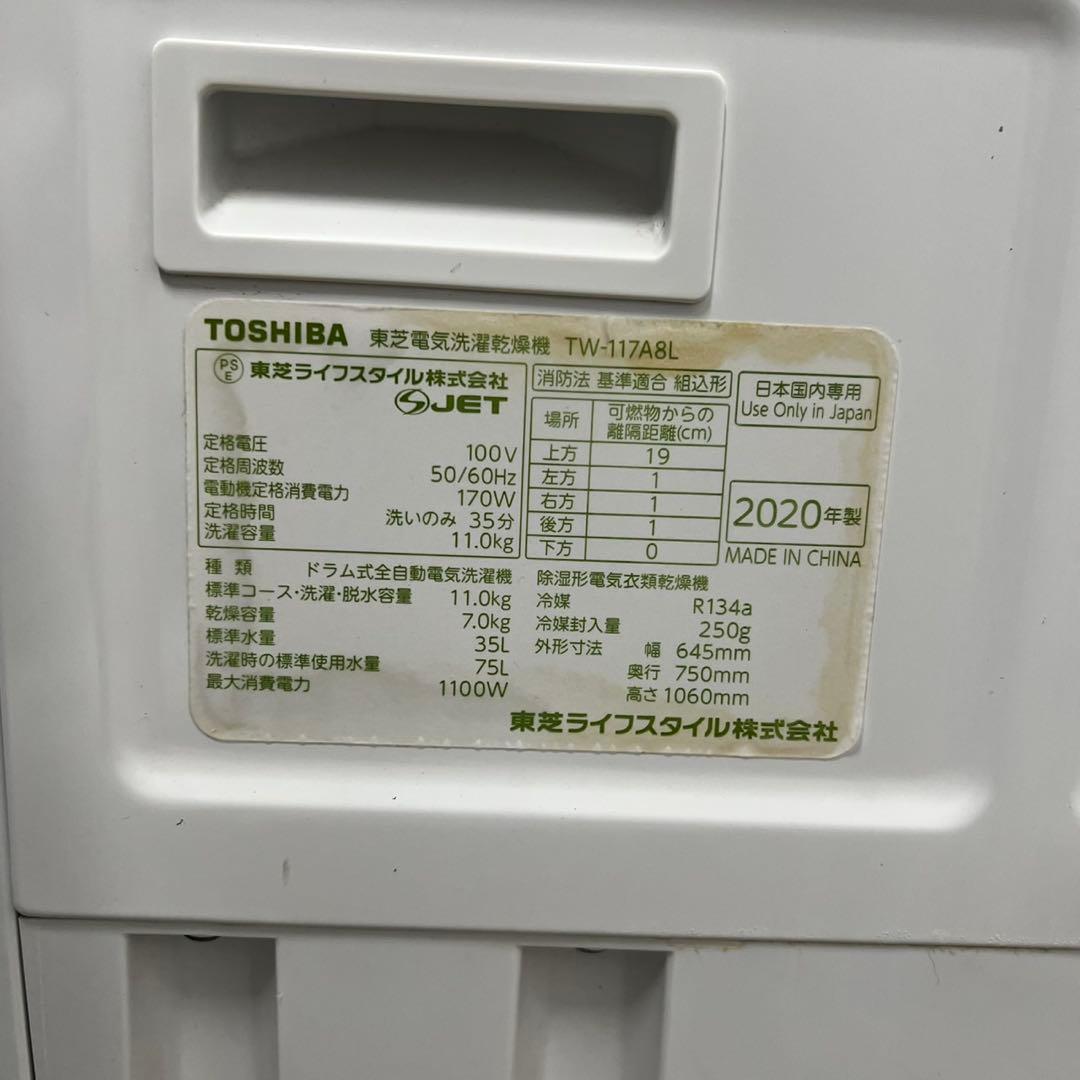 TOSHIBA 東芝電気洗濯乾燥機 TW-117A8L
PSE 東芝ライフスタイル株式会社
S JET
定格電圧 100V
定格周波数 50/60Hz
電動機定格消費電力 170W
定格時間 洗いのみ 35分
洗濯容量 11.0kg
消防法 基準適合 組込形
場所 可燃物からの離隔距離(cm)
上方 19
左方 1
右方 1
後方 1
下方 0
日本国内専用
Use Only in Japan
2020年製
MADE IN CHINA
種類 ドラム式全自動電気洗濯機
標準コース・洗濯・脱水容量 11.0kg
乾燥容量 7.0kg
標準水量 35L
洗濯時の標準使用水量 75L
最大消費電力 1100W
除湿形電気衣類乾燥機
冷媒 R134a
冷媒封入量 250g
外形寸法 幅 645mm
奥行 750mm
高さ 1060mm
東芝ライフスタイル株式会社